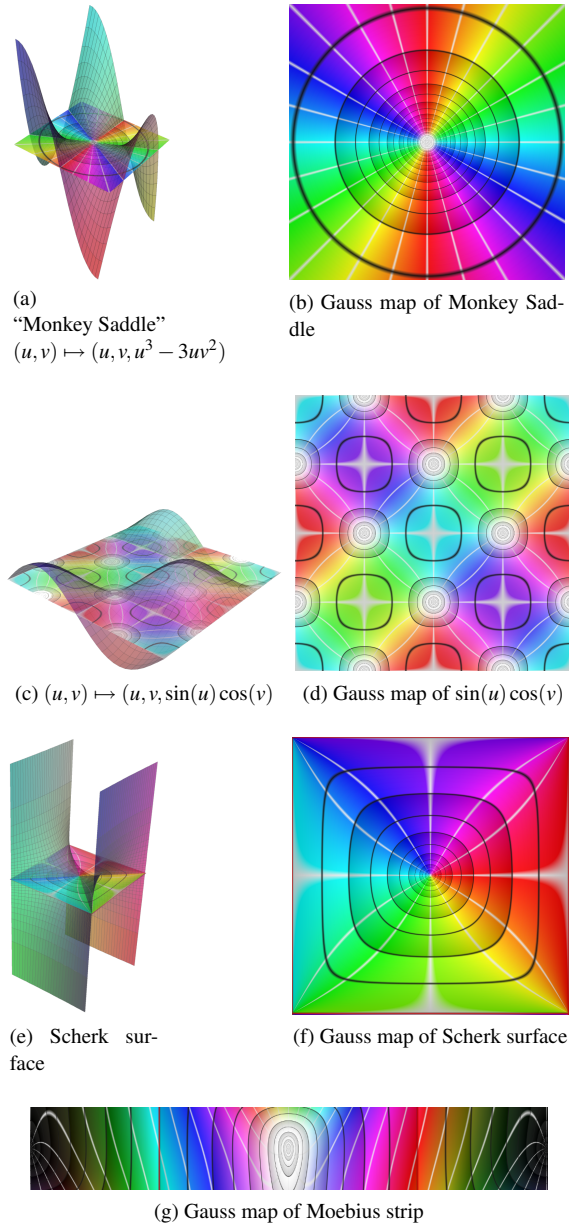 (a)
“Monkey Saddle”
(u,v) ↦ (u,v,u³ − 3uv²)
(b) Gauss map of Monkey Sad-
dle
(c) (u,v) ↦ (u,v,sin(u)cos(v)
(d) Gauss map of sin(u)cos(v)
(e) Scherk sur-
face
(f) Gauss map of Scherk surface
(g) Gauss map of Moebius strip